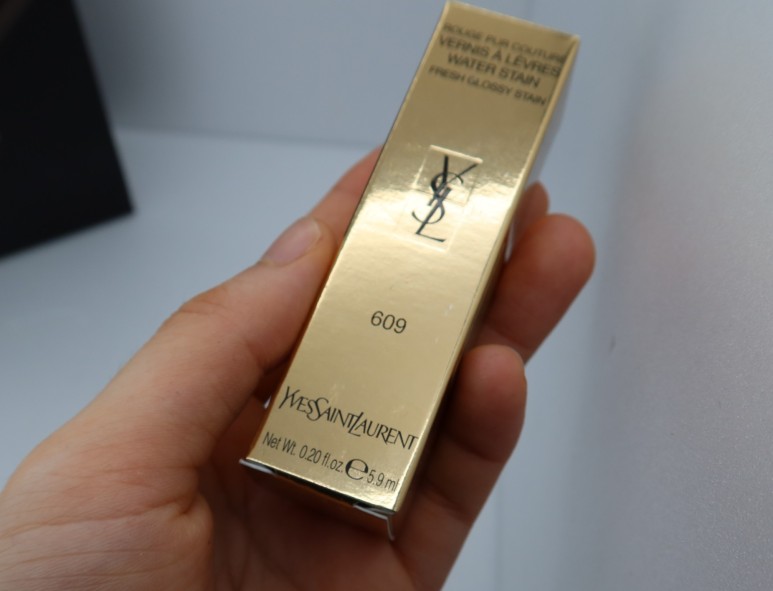 ROUGE PUR COUTURE
VERNIS À LÈVRES
WATER STAIN
FRESH GLOSSY STAIN
YSL
609
YVESSAINTLAURENT
Net Wt. 0.20 fl.oz. ℮ 5.9 ml